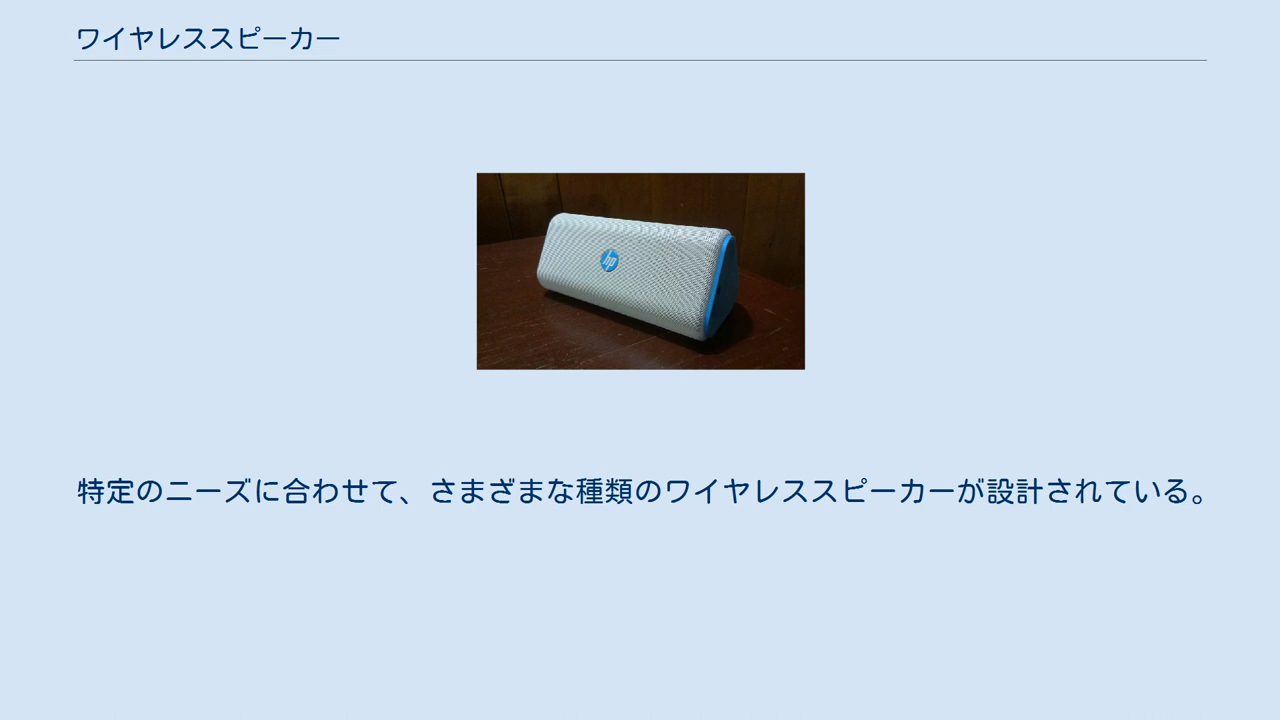 ワイヤレススピーカー
hp
特定のニーズに合わせて、さまざまな種類のワイヤレススピーカーが設計されている。